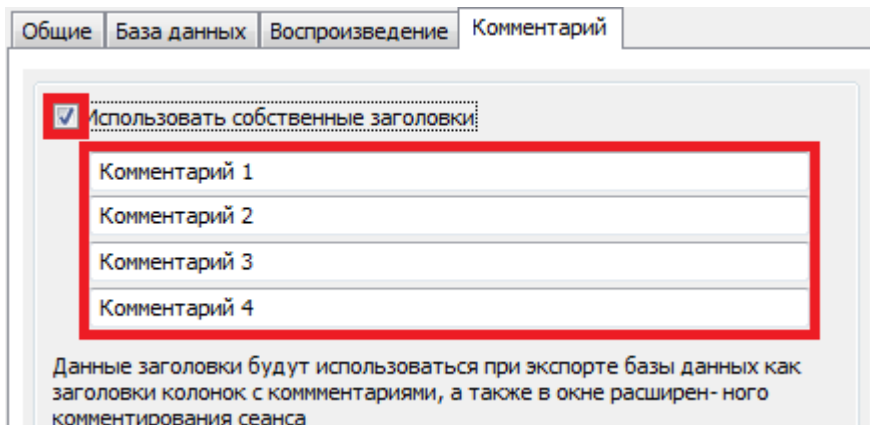 Общие База данных Воспроизведение Комментарий
Использовать собственные заголовки
Комментарий 1
Комментарий 2
Комментарий 3
Комментарий 4
Данные заголовки будут использоваться при экспорте базы данных как
заголовки колонок с коммментариями, а также в окне расширен- ного
комментирования сеанса